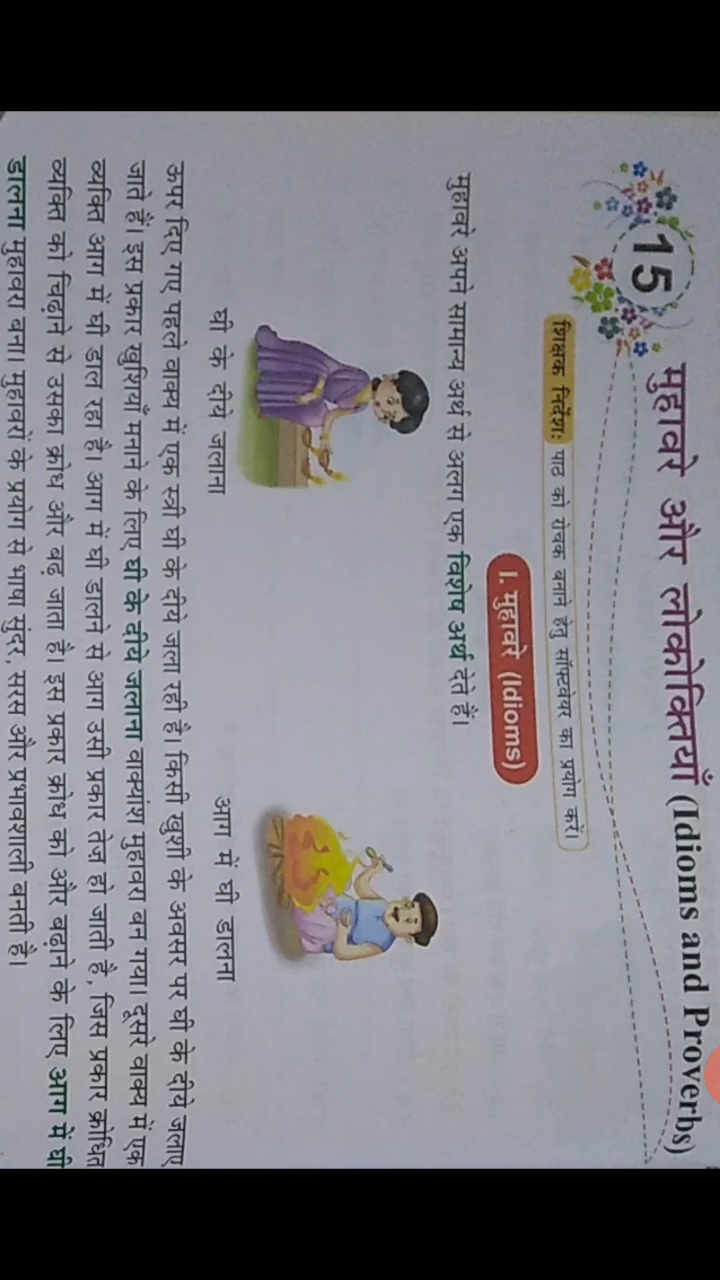 15
मुहावरे और लोकोक्तियाँ (Idioms and Proverbs)
शिक्षक निर्देश: पाठ को रोचक बनाने हेतु सॉफ्टवेयर का प्रयोग करें।
I. मुहावरे (Idioms)
मुहावरे अपने सामान्य अर्थ से अलग एक विशेष अर्थ देते हैं।
घी के दीये जलाना
आग में घी डालना
ऊपर दिए गए पहले वाक्य में एक स्त्री घी के दीये जला रही है। किसी खुशी के अवसर पर घी के दीये जलाए
जाते हैं। इस प्रकार खुशियाँ मनाने के लिए घी के दीये जलाना वाक्यांश मुहावरा बन गया। दूसरे वाक्य में एक
व्यक्ति आग में घी डाल रहा है। आग में घी डालने से आग उसी प्रकार तेज हो जाती है, जिस प्रकार क्रोधित
व्यक्ति को चिढ़ाने से उसका क्रोध और बढ़ जाता है। इस प्रकार क्रोध को और बढ़ाने के लिए आग में घी
डालना मुहावरा बना। मुहावरों के प्रयोग से भाषा सुंदर, सरस और प्रभावशाली बनती है।